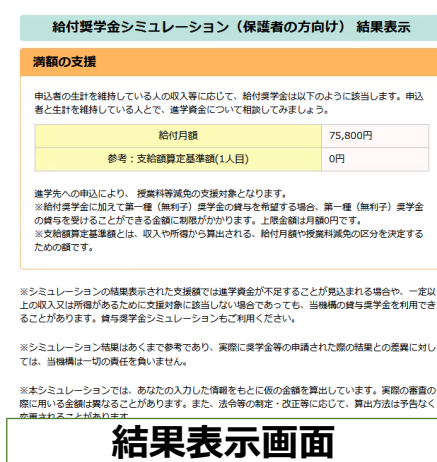 給付奨学金シミュレーション（保護者の方向け） 結果表示
満額の支援
申込者の生計を維持している人の収入等に応じて、給付奨学金は以下のように該当します。申込
者と生計を維持している人とで、進学資金について相談してみましょう。
給付月額 75,800円
参考：支給額算定基準額(1人目) 0円
進学先への申込により、 授業料等減免の支援対象となります。
※給付奨学金に加えて第一種（無利子）奨学金の貸与を希望する場合、第一種（無利子）奨学金
の貸与を受けることができる金額に制限がかかります。上限金額は月額0円です。
※支給額算定基準額とは、収入や所得から算出される、給付月額や授業料減免の区分を決定する
ための額です。
※シミュレーションの結果表示された支援額では進学資金が不足することが見込まれる場合や、一定以
上の収入又は所得があるために支援対象に該当しない場合であっても、当機構の貸与奨学金を利用でき
ることがあります。貸与奨学金シミュレーションもご利用ください。
※シミュレーション結果はあくまで参考であり、実際に奨学金等の申請された際の結果との差異に対し
ては、当機構は一切の責任を負いません。
※本シミュレーションでは、あなたの入力した情報をもとに仮の金額を算出しています。実際の審査の
際に用いる金額は異なることがあります。また、法令等の制定・改正等に応じて、算出方法は予告なく
変更されることがあります。
結果表示画面